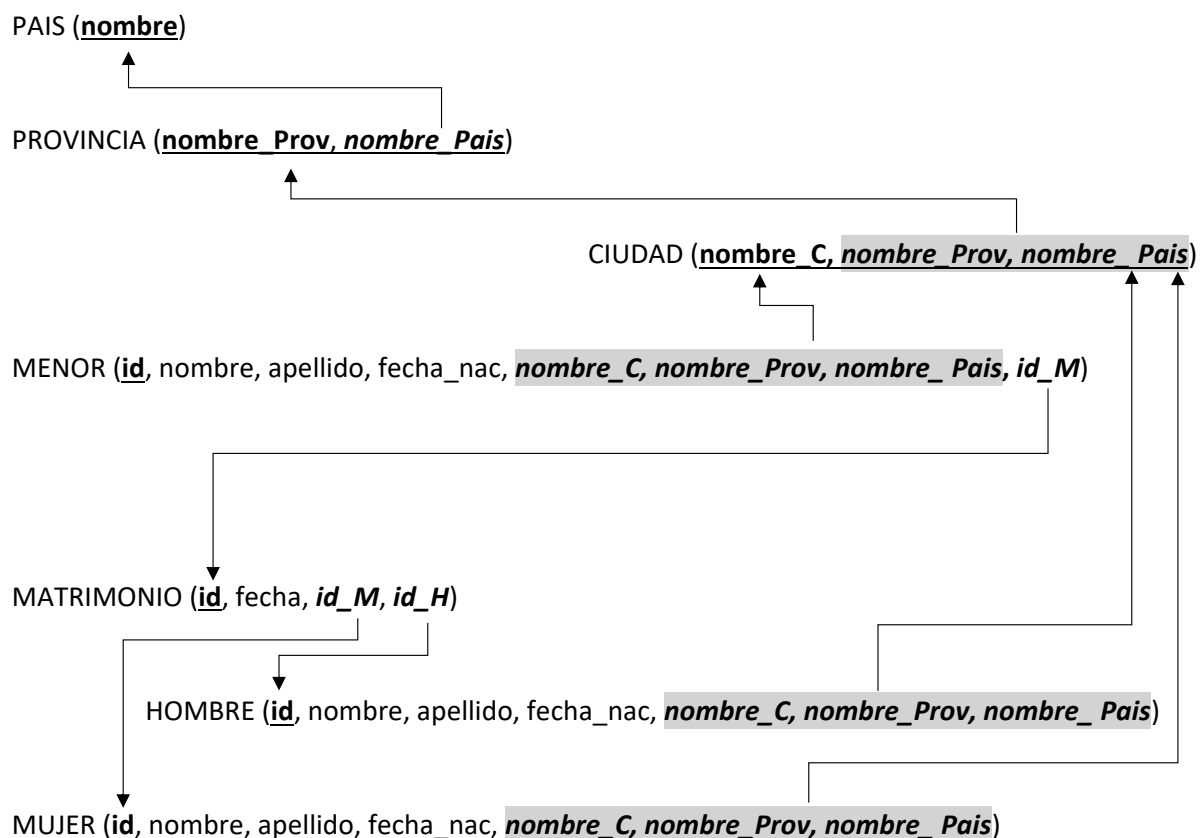 PAIS (nombre)
PROVINCIA (nombre_Prov, nombre_Pais)
CIUDAD (nombre_C, nombre_Prov, nombre_ Pais)
MENOR (id, nombre, apellido, fecha_nac, nombre_C, nombre_Prov, nombre_ Pais, id_M)
MATRIMONIO (id, fecha, id_M, id_H)
HOMBRE (id, nombre, apellido, fecha_nac, nombre_C, nombre_Prov, nombre_ Pais)
MUJER (id, nombre, apellido, fecha_nac, nombre_C, nombre_Prov, nombre_ Pais)